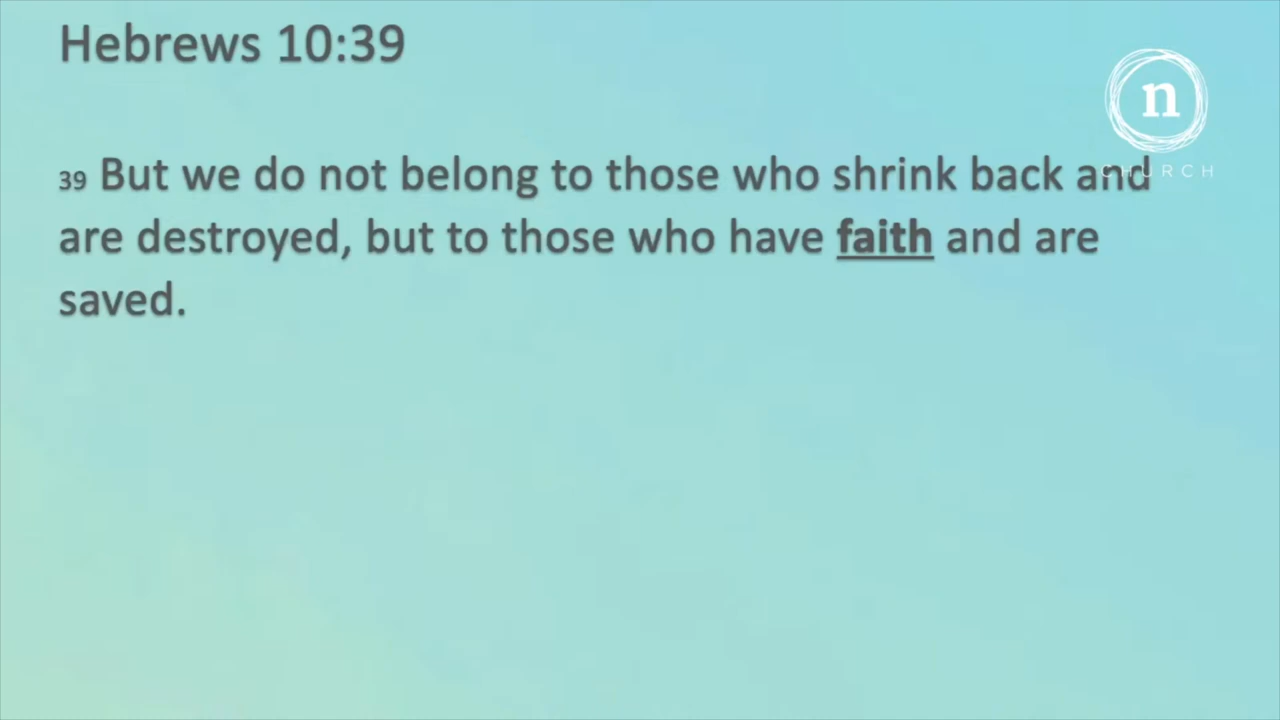 Hebrews 10:39
n
CHURCH
39 But we do not belong to those who shrink back and
are destroyed, but to those who have faith and are
saved.